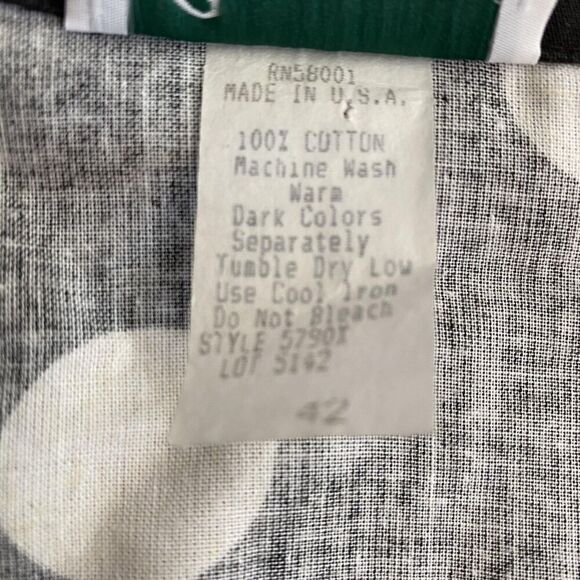 RN58001
MADE IN U.S.A.
100% COTTON
Machine Wash
Warm
Dark Colors
Separately
Tumble Dry Low
Use Cool Iron
Do Not Bleach
STYLE 5790X
LOT 5142
42